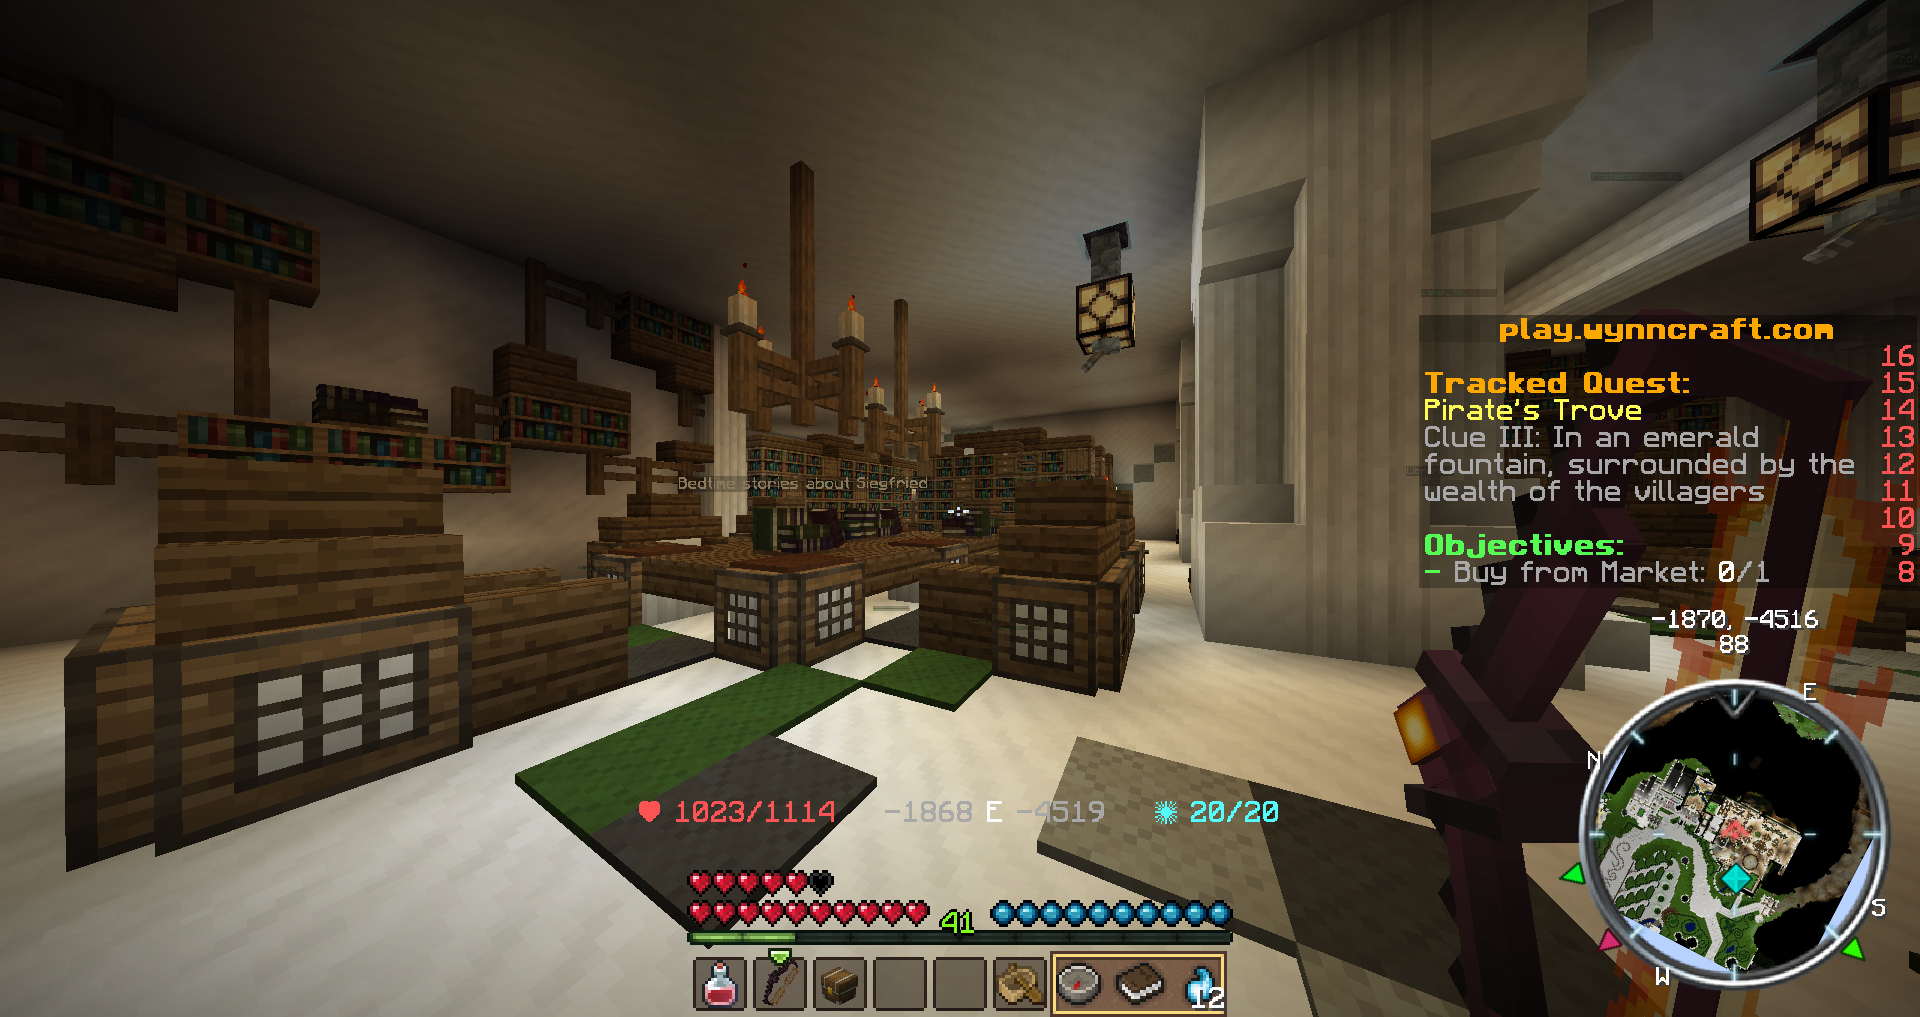 play.wynncraft.com
16
Tracked Quest: 15
Pirate's Trove 14
Clue III: In an emerald 13
fountain, surrounded by the 12
wealth of the villagers 11
10
Objectives: 9
- Buy from Market: 0/1 8
Bedtime stories about Siegfried
-1870, -4516
88
E
N
S
W
1023/1114 -1868 E -4519 20/20
41
12